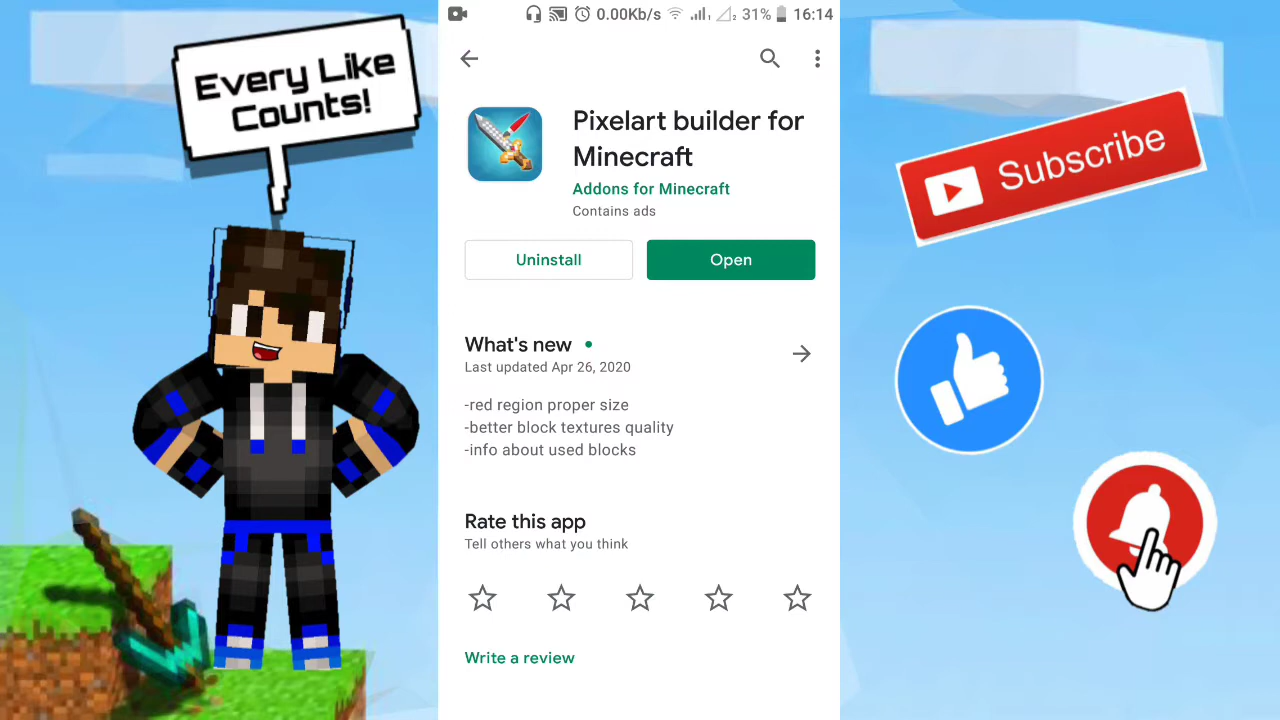 Every Like
Counts!
0.00Kb/s
31%
16:14
Pixelart builder for
Minecraft
Addons for Minecraft
Contains ads
Uninstall
Open
What's new
Last updated Apr 26, 2020
-red region proper size
-better block textures quality
-info about used blocks
Rate this app
Tell others what you think
Write a review
Subscribe